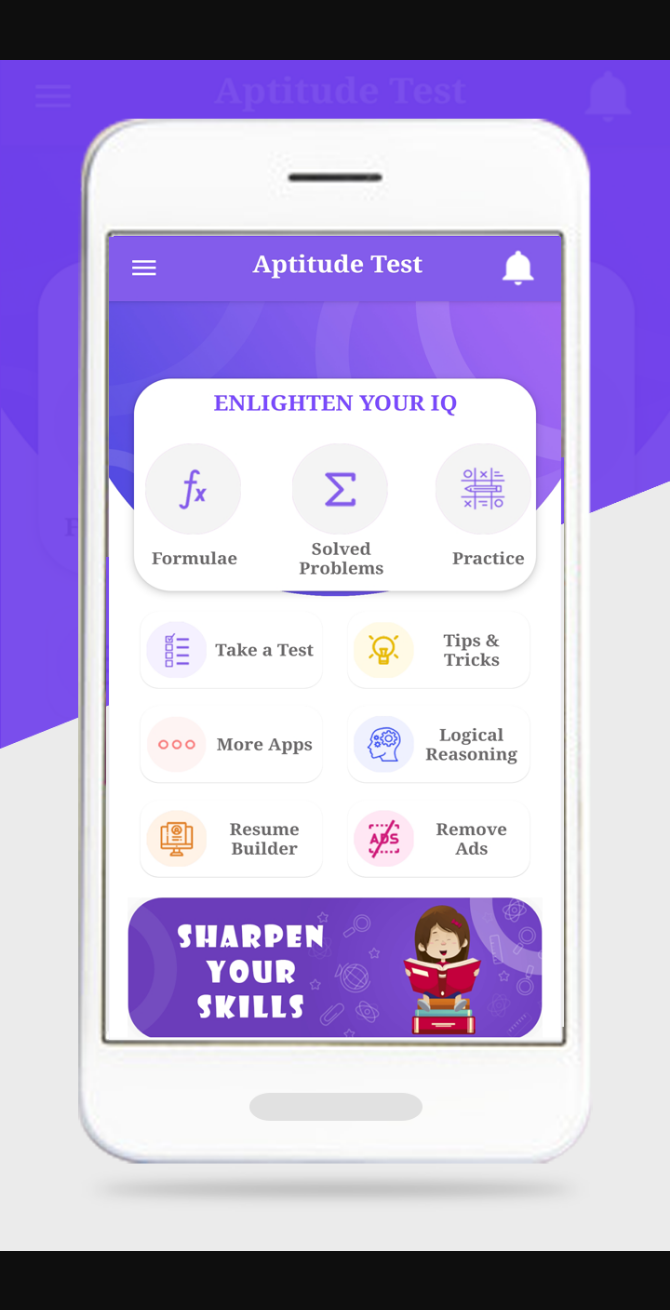 Aptitude Test
Aptitude Test
ENLIGHTEN YOUR IQ
fx
Σ
Formulae
Solved
Problems
Practice
Take a Test
Tips &
Tricks
More Apps
Logical
Reasoning
Resume
Builder
ADS
Remove
Ads
SHARPEN
YOUR
SKILLS